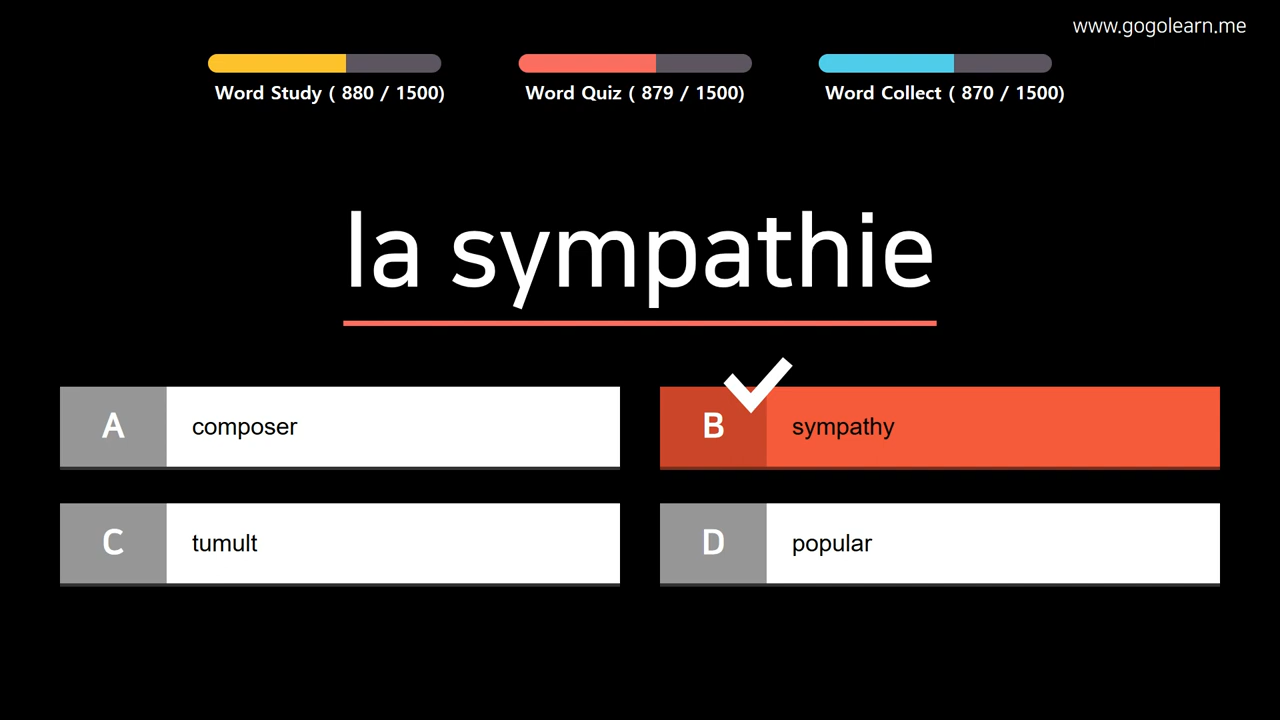 www.gogolearn.me
Word Study ( 880 / 1500)
Word Quiz ( 879 / 1500)
Word Collect ( 870 / 1500)
la sympathie
A composer
B sympathy
C tumult
D popular